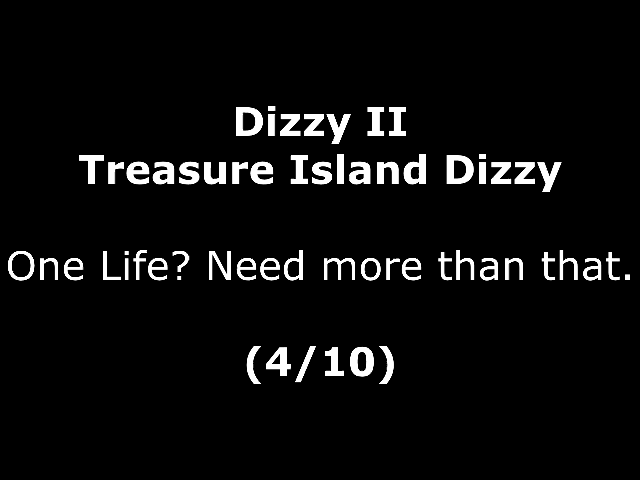 Dizzy II
Treasure Island Dizzy
One Life? Need more than that.
(4/10)